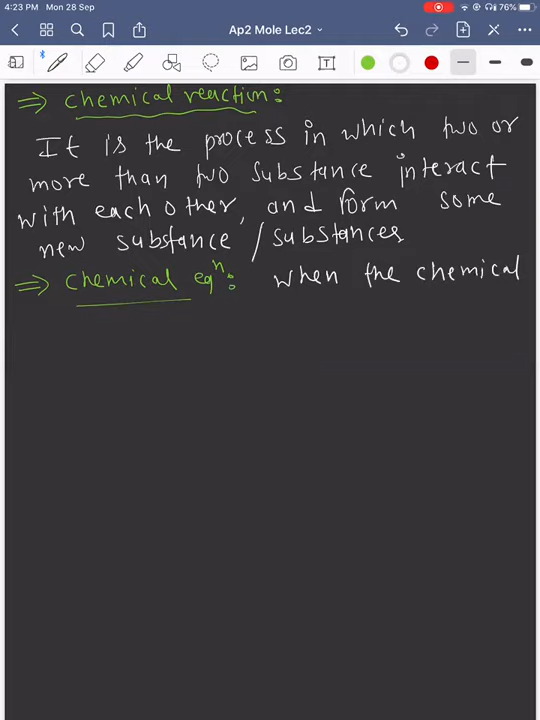 4:23 PM Mon 28 Sep 76%
Ap2 Mole Lec2
T
⇒ chemical reaction:
It is the process in which two or
more than two substance interact
with each other, and form some
new substance / substances
⇒ chemical eqⁿ: when the chemical